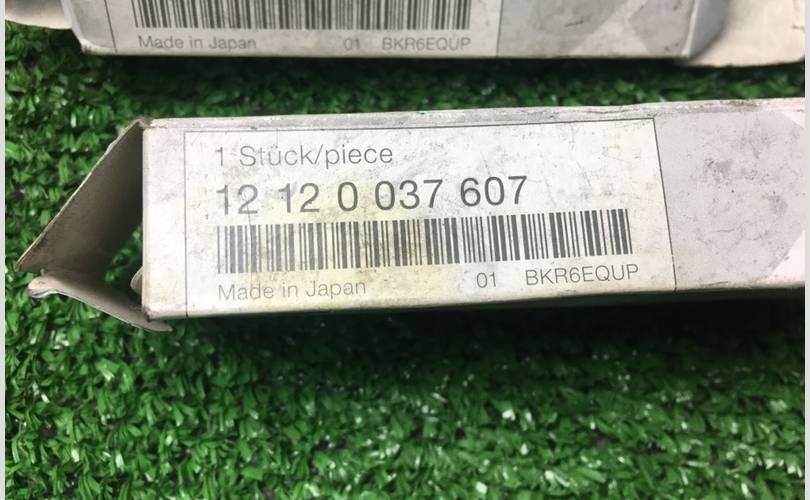 Made in Japan 01 BKR6EQUP
1 Stück/piece
12 12 0 037 607
Made in Japan 01 BKR6EQUP